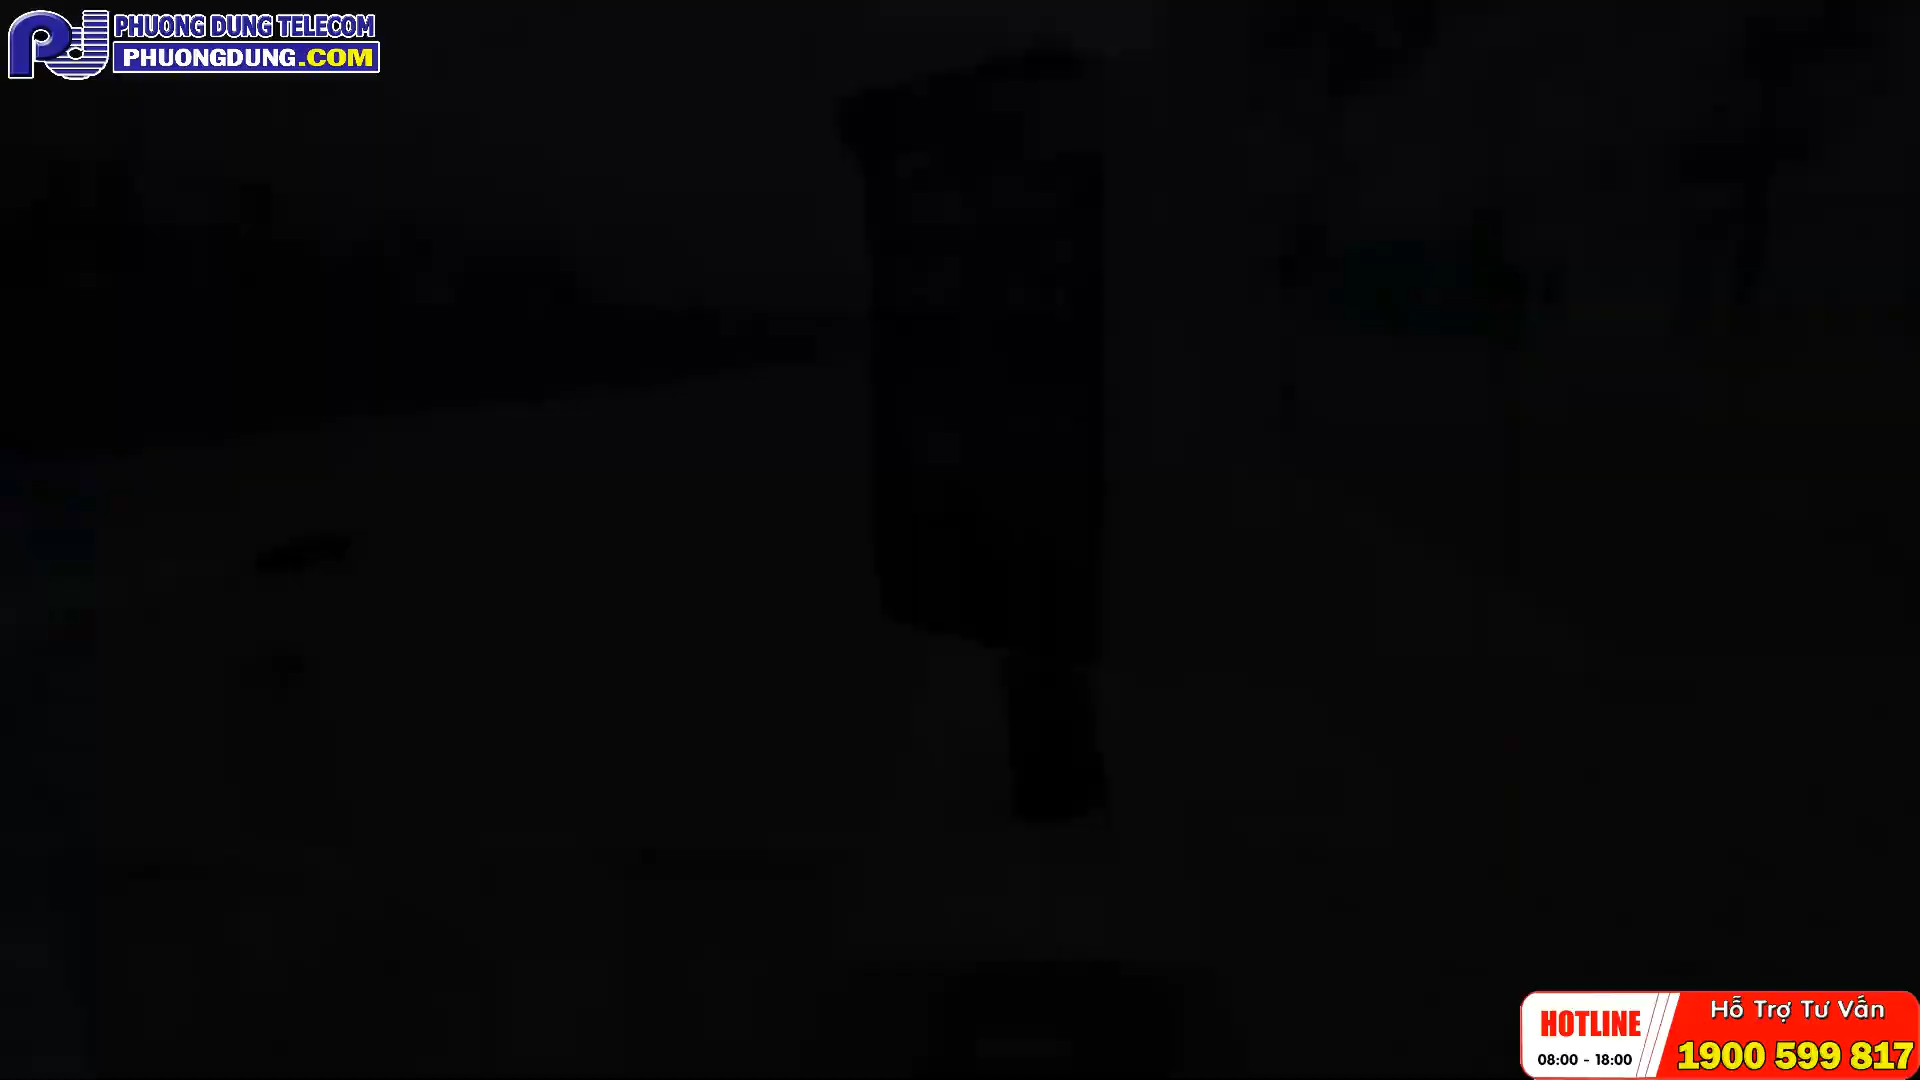 PHUONG DUNG TELECOM
PHUONGDUNG.COM
HOTLINE
08:00 - 18:00
Hỗ Trợ Tư Vấn
1900 599 817